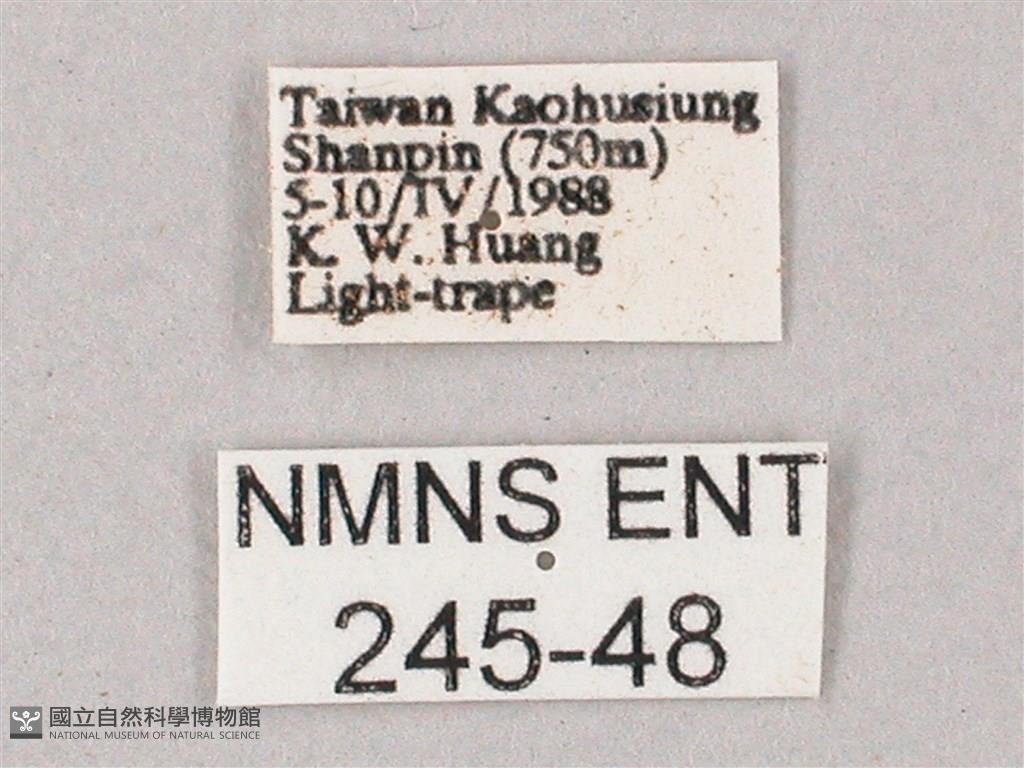 Taiwan Kaohusiung
Shanpin (750m)
5-10/IV/1988
K. W. Huang
Light-trape
NMNS ENT
245-48
國立自然科學博物館
NATIONAL MUSEUM OF NATURAL SCIENCE